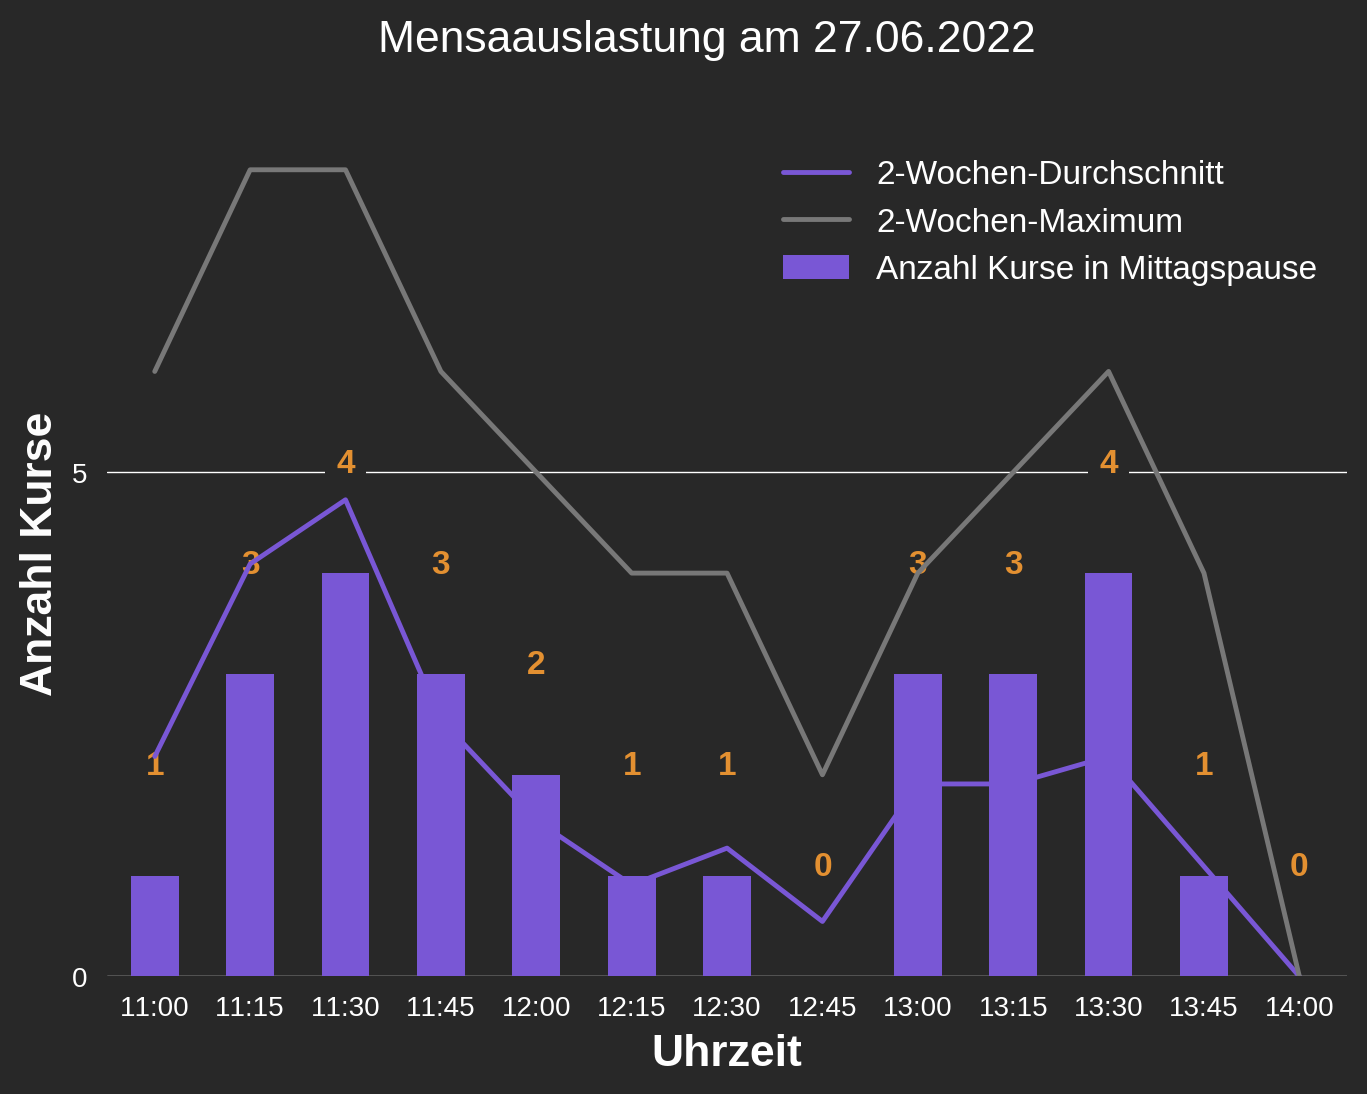 Mensaauslastung am 27.06.2022
2-Wochen-Durchschnitt
2-Wochen-Maximum
Anzahl Kurse in Mittagspause
Anzahl Kurse
5
0
1
3
4
3
2
1
1
0
3
3
4
1
0
11:00 11:15 11:30 11:45 12:00 12:15 12:30 12:45 13:00 13:15 13:30 13:45 14:00
Uhrzeit